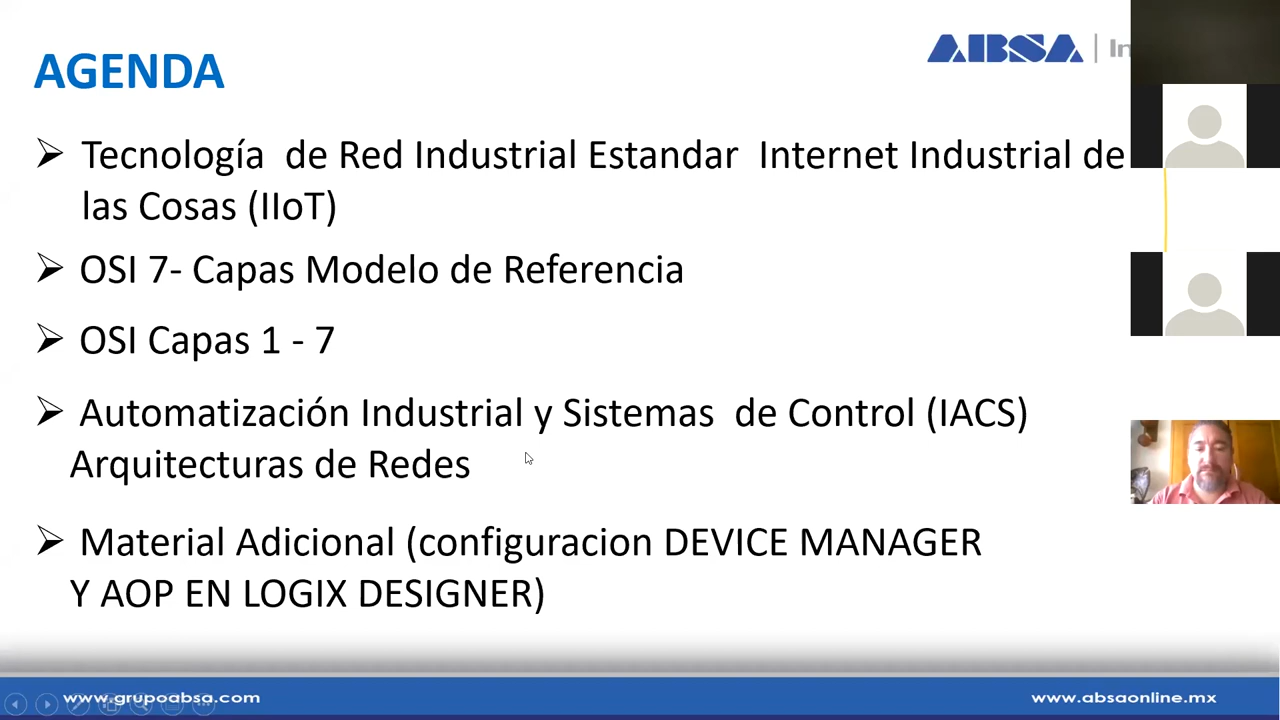 AGENDA
ABSA
Tecnología de Red Industrial Estandar Internet Industrial de
las Cosas (IIoT)
OSI 7- Capas Modelo de Referencia
OSI Capas 1 - 7
Automatización Industrial y Sistemas de Control (IACS)
Arquitecturas de Redes
Material Adicional (configuracion DEVICE MANAGER
Y AOP EN LOGIX DESIGNER)
www.grupoabsa.com
www.absaonline.mx